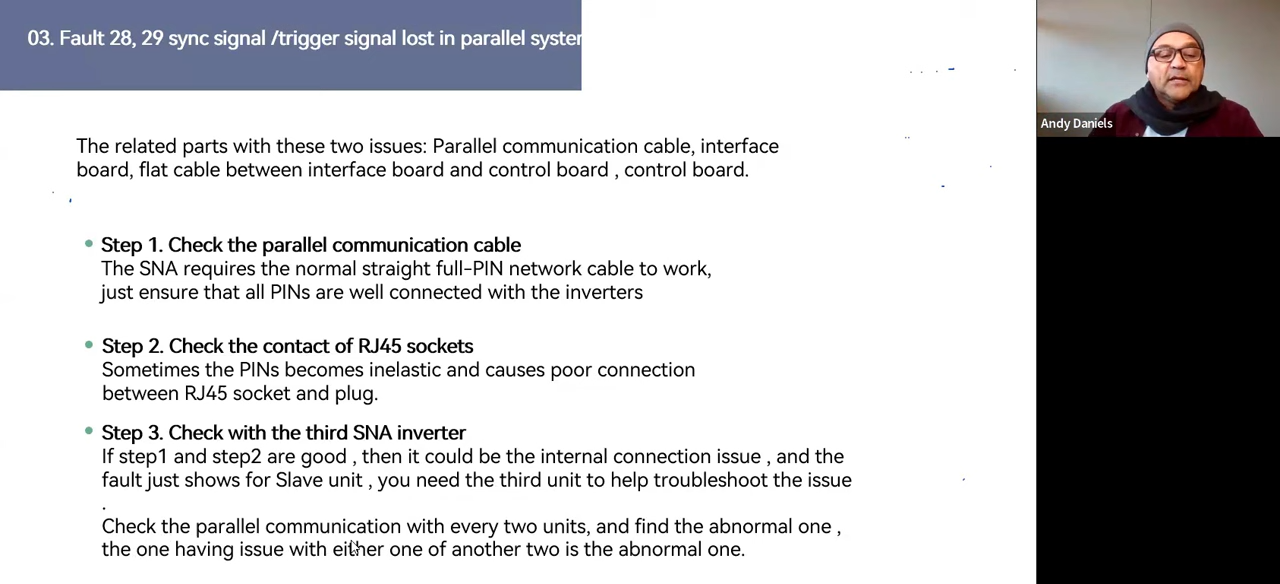 03. Fault 28, 29 sync signal /trigger signal lost in parallel system
Andy Daniels
The related parts with these two issues: Parallel communication cable, interface
board, flat cable between interface board and control board , control board.
• Step 1. Check the parallel communication cable
The SNA requires the normal straight full-PIN network cable to work,
just ensure that all PINs are well connected with the inverters
• Step 2. Check the contact of RJ45 sockets
Sometimes the PINs becomes inelastic and causes poor connection
between RJ45 socket and plug.
• Step 3. Check with the third SNA inverter
If step1 and step2 are good , then it could be the internal connection issue , and the
fault just shows for Slave unit , you need the third unit to help troubleshoot the issue
.
Check the parallel communication with every two units, and find the abnormal one ,
the one having issue with either one of another two is the abnormal one.